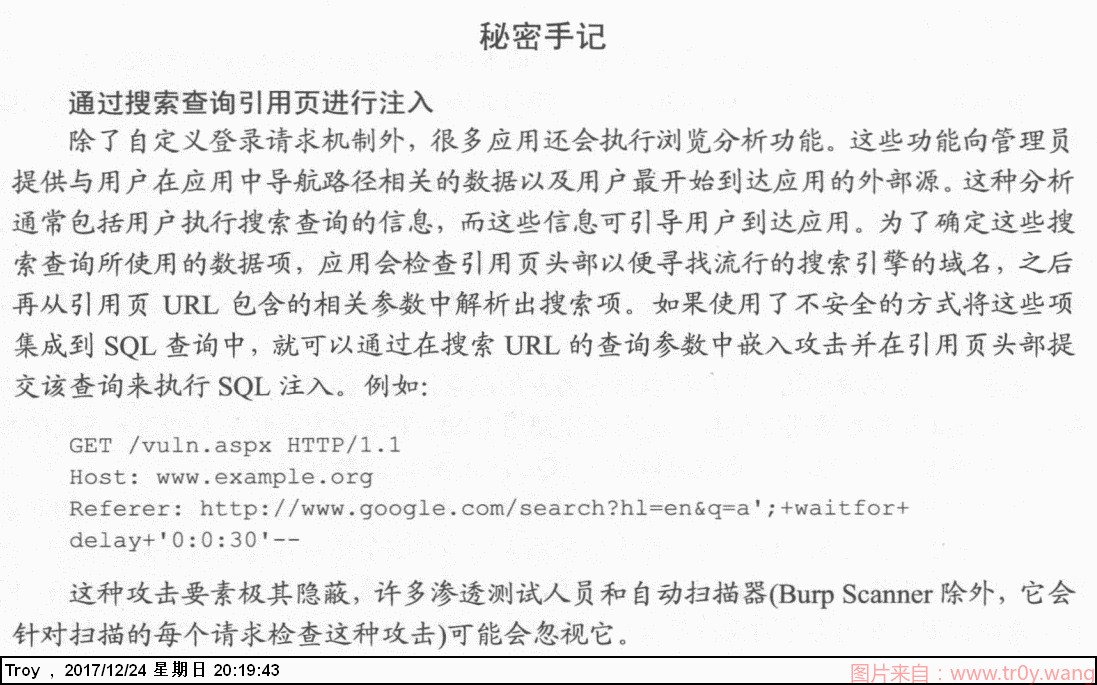 秘密手记
通过搜索查询引用页进行注入
除了自定义登录请求机制外，很多应用还会执行浏览分析功能。这些功能向管理员
提供与用户在应用中导航路径相关的数据以及用户最开始到达应用的外部源。这种分析
通常包括用户执行搜索查询的信息，而这些信息可引导用户到达应用。为了确定这些搜
索查询所使用的数据项，应用会检查引用页头部以便寻找流行的搜索引擎的域名，之后
再从引用页 URL 包含的相关参数中解析出搜索项。如果使用了不安全的方式将这些项
集成到 SQL 查询中，就可以通过在搜索 URL 的查询参数中嵌入攻击并在引用页头部提
交该查询来执行 SQL 注入。例如：
GET /vuln.aspx HTTP/1.1
Host: www.example.org
Referer: http://www.google.com/search?hl=en&q=a';+waitfor+
delay+'0:0:30'--
这种攻击要素极其隐蔽，许多渗透测试人员和自动扫描器(Burp Scanner 除外，它会
针对扫描的每个请求检查这种攻击)可能会忽视它。
Troy , 2017/12/24 星期日 20:19:43
图片来自：www.tr0y.wang